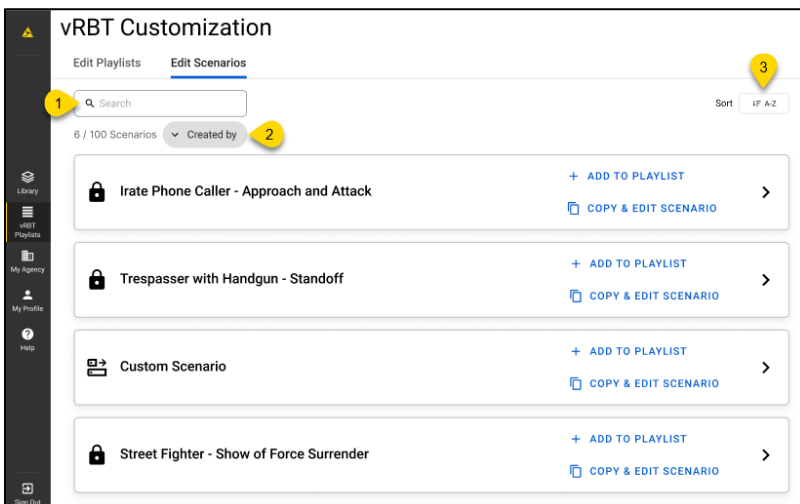 vRBT Customization
Edit Playlists
Edit Scenarios
3
1
Search
Sort
A-Z
6 / 100 Scenarios
Created by
2
Irate Phone Caller - Approach and Attack
+ ADD TO PLAYLIST
COPY & EDIT SCENARIO
Trespasser with Handgun - Standoff
+ ADD TO PLAYLIST
COPY & EDIT SCENARIO
Custom Scenario
+ ADD TO PLAYLIST
COPY & EDIT SCENARIO
Street Fighter - Show of Force Surrender
+ ADD TO PLAYLIST
COPY & EDIT SCENARIO
Library
vRBT
Playlists
My Agency
My Profile
Help
Sign Out